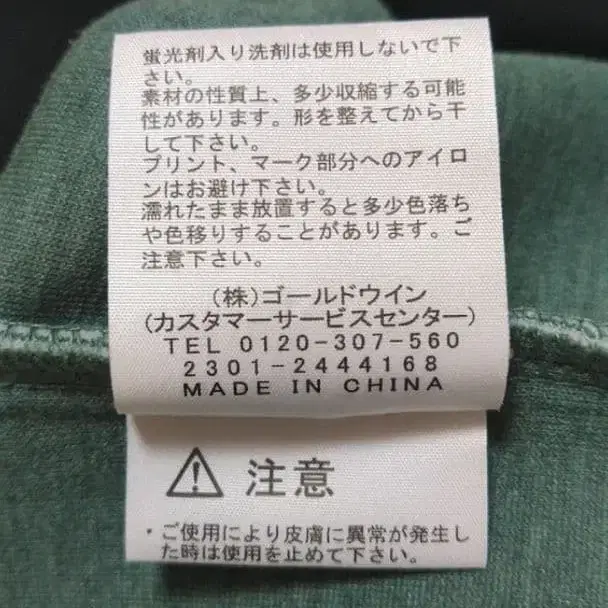 蛍光剤入り洗剤は使用しないで下
さい。
素材の性質上、多少収縮する可能
性があります。形を整えてから干
して下さい。
プリント、マーク部分へのアイロ
ンはお避け下さい。
濡れたまま放置すると多少色落ち
や色移りすることがあります。ご
注意下さい。
(株)ゴールドウイン
(カスタマーサービスセンター)
TEL 0120-307-560
2301-2444168
MADE IN CHINA
注意
・ご使用により皮膚に異常が発生し
た時は使用を止めて下さい。